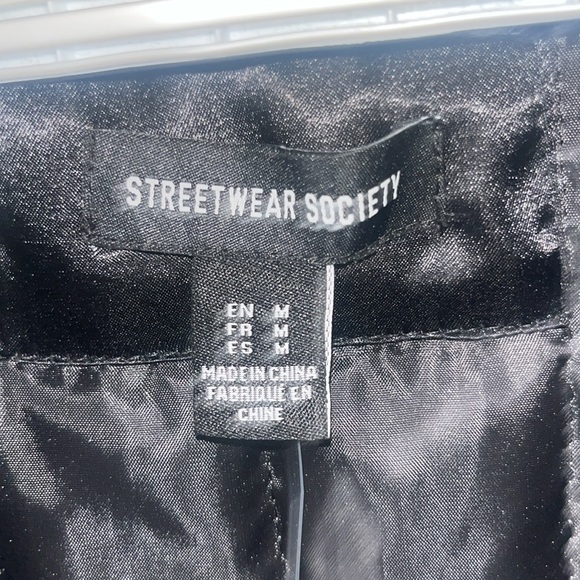 STREETWEAR SOCIETY
EN M
FR M
ES M
MADE IN CHINA
FABRIQUÉ EN
CHINE